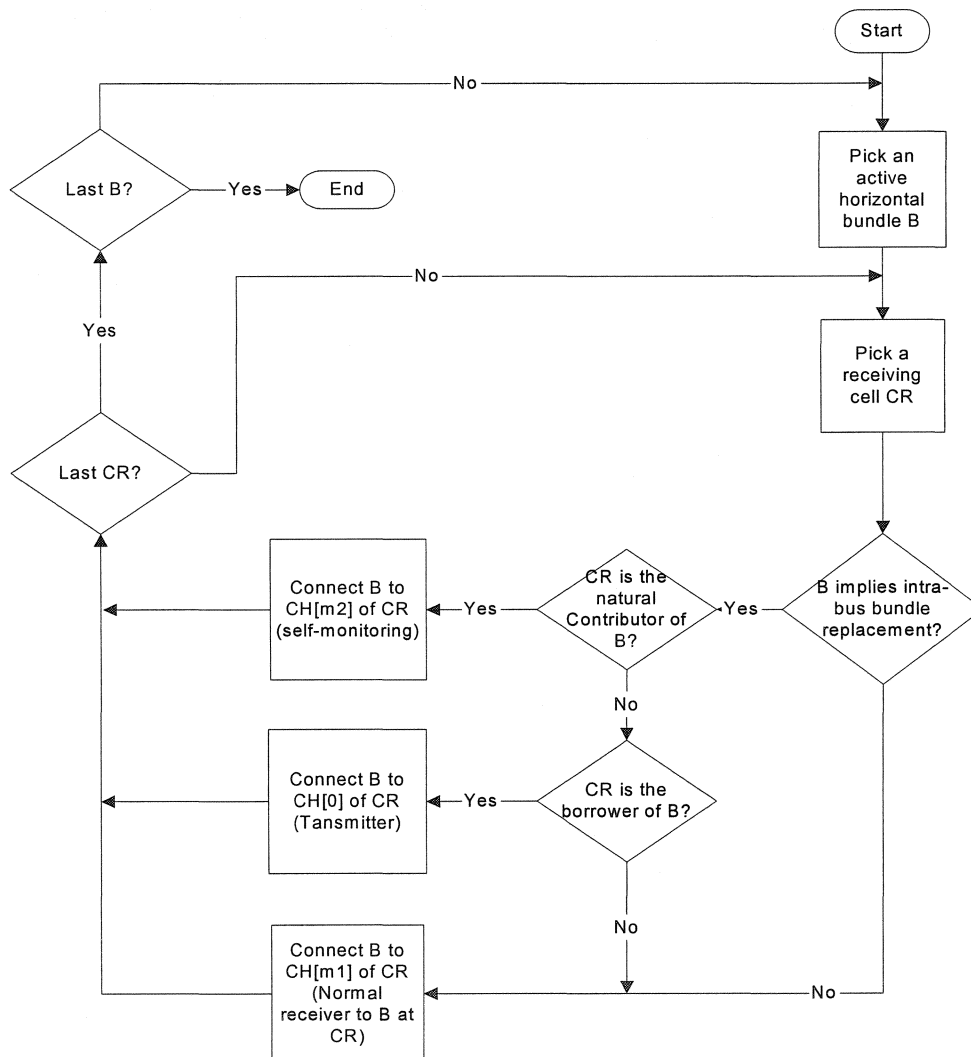 Start
No
Pick an
active
horizontal
bundle B
Last B?
Yes
End
No
Yes
Pick a
receiving
cell CR
Last CR?
Connect B to
CH[m2] of CR
(self-monitoring)
Yes
CR is the
natural
Contributor of
B?
Yes
B implies intra-
bus bundle
replacement?
No
Connect B to
CH[0] of CR
(Tansmitter)
Yes
CR is the
borrower of B?
No
Connect B to
CH[m1] of CR
(Normal
receiver to B at
CR)
No